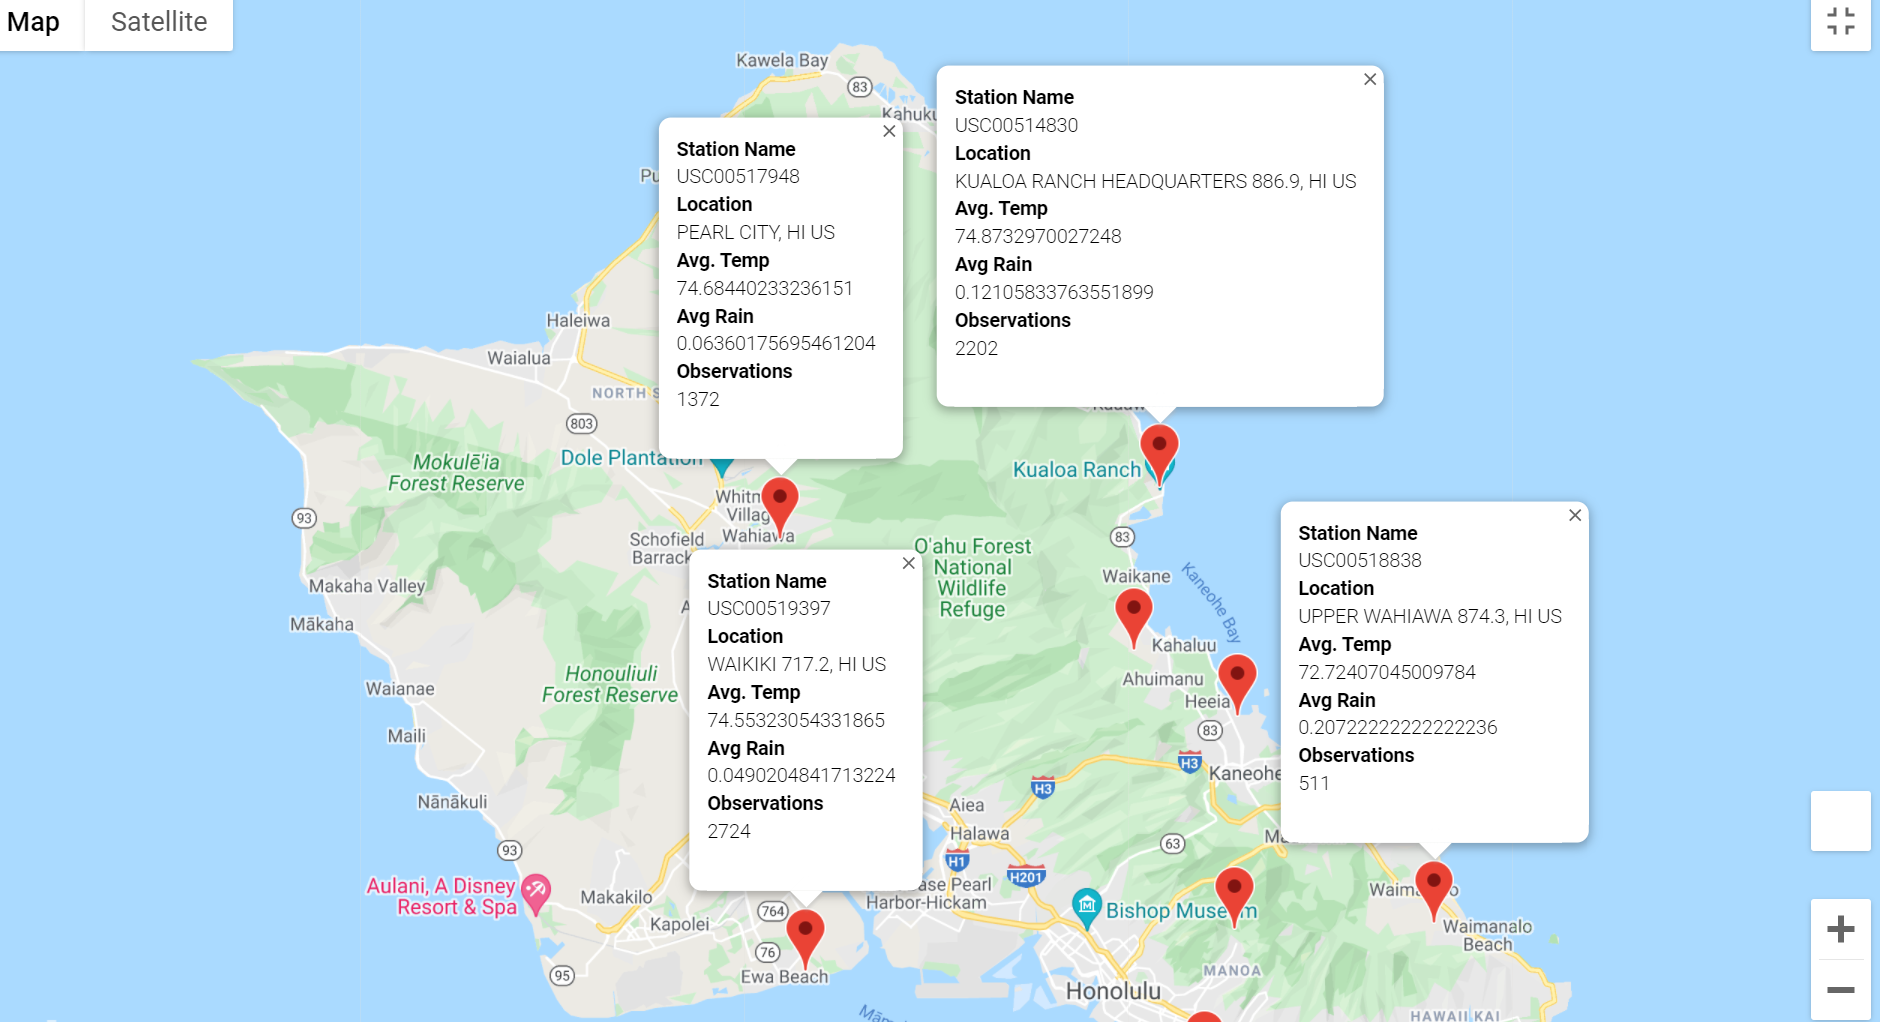 Map
Satellite
Kawela Bay
83
Kahuku
Station Name
USC00514830
Location
KUALOA RANCH HEADQUARTERS 886.9, HI US
Avg. Temp
74.8732970027248
Avg Rain
0.12105833763551899
Observations
2202
Station Name
USC00517948
Location
PEARL CITY, HI US
Avg. Temp
74.68440233236151
Avg Rain
0.06360175695461204
Observations
1372
Haleiwa
Waialua
NORTH
803
Mokulē'ia
Forest Reserve
Dole Plantation
Kualoa Ranch
93
Wahiawa
Schofield
83
O'ahu Forest
National
Wildlife
Refuge
Waikane
Kaneohe Bay
Makaha Valley
Mākaha
Station Name
USC00519397
Location
WAIKIKI 717.2, HI US
Avg. Temp
74.55323054331865
Avg Rain
0.0490204841713224
Observations
2724
Station Name
USC00518838
Location
UPPER WAHIAWA 874.3, HI US
Avg. Temp
72.72407045009784
Avg Rain
0.20722222222222236
Observations
511
Kahaluu
Ahuimanu
Heeia
83
Honouliuli
Forest Reserve
Waianae
Maili
H3
H3
Kaneohe
Nānākuli
Aiea
Halawa
63
93
H1
H201
Aulani, A Disney
Resort & Spa
Makakilo
Kapolei
764
76
Ewa Beach
95
Pearl
Harbor-Hickam
Bishop Museum
Waimanalo
Beach
MANOA
Honolulu
HAWAII KAI